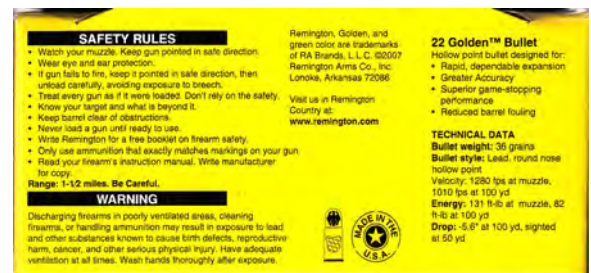 SAFETY RULES
• Watch your muzzle. Keep gun pointed in safe direction.
• Wear eye and ear protection.
• If gun fails to fire, keep it pointed in safe direction, then
unload carefully, avoiding exposure to breech.
• Treat every gun as if it were loaded. Don't rely on the safety.
• Know your target and what is beyond it.
• Keep barrel clear of obstructions.
• Never load a gun until ready to use.
• Write Remington for a free booklet on firearm safety.
• Only use ammunition that exactly matches markings on your gun
• Read your firearm's instruction manual. Write manufacturer
for copy.
Range: 1-1/2 miles. Be Careful.
WARNING
Discharging firearms in poorly ventilated areas, cleaning
firearms, or handling ammunition may result in exposure to lead
and other substances known to cause birth defects, reproductive
harm, cancer, and other serious physical injury. Have adequate
ventilation at all times. Wash hands thoroughly after exposure.
Remington, Golden, and
green color are trademarks
of RA Brands, L.L.C. ©2007
Remington Arms Co., Inc.
Lonoke, Arkansas 72086
Visit us in Remington
Country at:
www.remington.com
MADE IN THE
U.S.A.
22 Golden™ Bullet
Hollow point bullet designed for:
• Rapid, dependable expansion
• Greater Accuracy
• Superior game-stopping
performance
• Reduced barrel fouling
TECHNICAL DATA
Bullet weight: 36 grains
Bullet style: Lead, round nose
hollow point
Velocity: 1280 fps at muzzle,
1010 fps at 100 yd
Energy: 131 ft-lb at muzzle, 82
ft-lb at 100 yd
Drop: -5.6" at 100 yd, sighted
at 50 yd